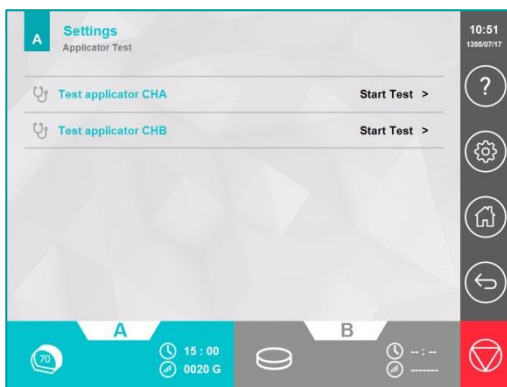 A
Settings
Applicator Test
10:51
1395/07/17
?
Test applicator CHA Start Test >
Test applicator CHB Start Test >
A
B
70
15 : 00
-- : --
0020 G
-------